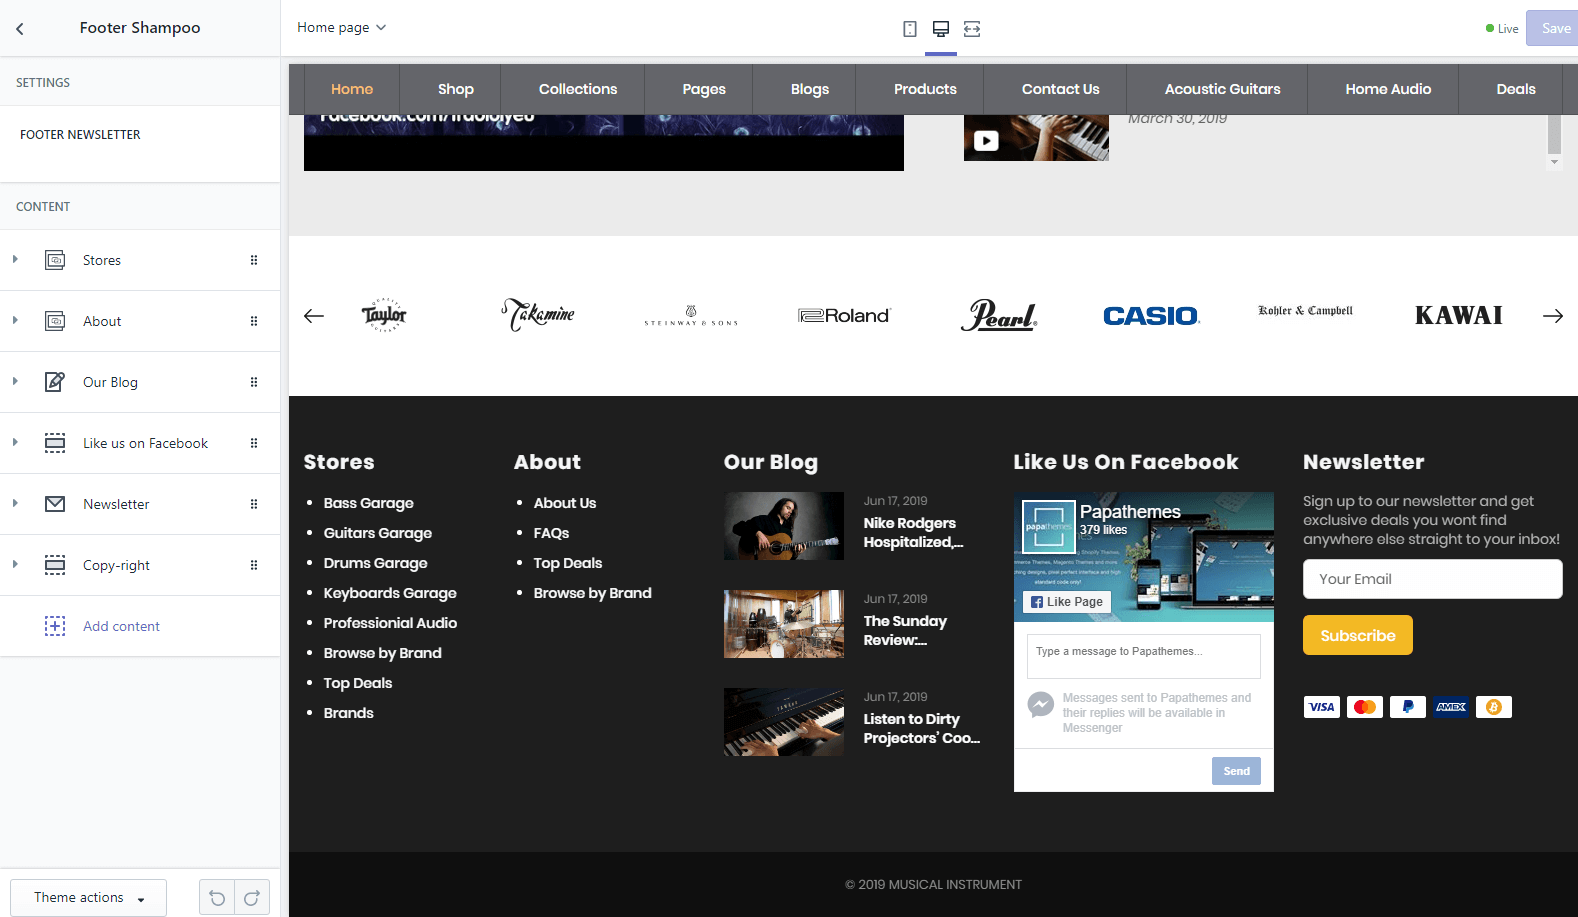 Footer Shampoo
Home page
Live
Save
SETTINGS
FOOTER NEWSLETTER
CONTENT
Stores
About
Our Blog
Like us on Facebook
Newsletter
Copy-right
Add content
Theme actions
Home
Shop
Collections
Pages
Blogs
Products
Contact Us
Acoustic Guitars
Home Audio
Deals
March 30, 2019
QUALITY
Taylor
GUITARS
Takamine
STEINWAY & SONS
Roland
Pearl
CASIO
Kohler & Campbell
KAWAI
Stores
Bass Garage
Guitars Garage
Drums Garage
Keyboards Garage
Professional Audio
Browse by Brand
Top Deals
Brands
About
About Us
FAQs
Top Deals
Browse by Brand
Our Blog
Jun 17, 2019
Nike Rodgers
Hospitalized,...
Jun 17, 2019
The Sunday
Review:...
Jun 17, 2019
Listen to Dirty
Projectors' Coo...
Like Us On Facebook
papathemes
Papathemes
379 likes
standard code only!
Like Page
Type a message to Papathemes...
Messages sent to Papathemes and
their replies will be available in
Messenger
Send
Newsletter
Sign up to our newsletter and get
exclusive deals you wont find
anywhere else straight to your inbox!
Your Email
Subscribe
VISA
AMEX
© 2019 MUSICAL INSTRUMENT